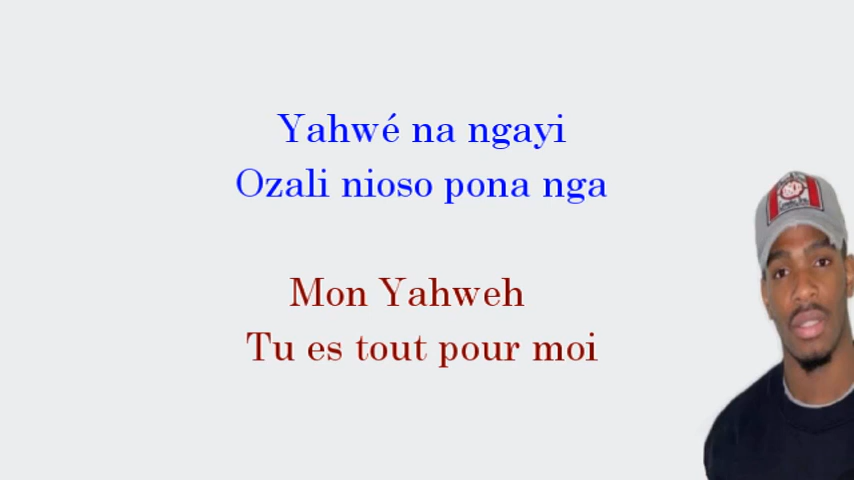 Yahwé na ngayi
Ozali nioso pona nga
Mon Yahweh
Tu es tout pour moi